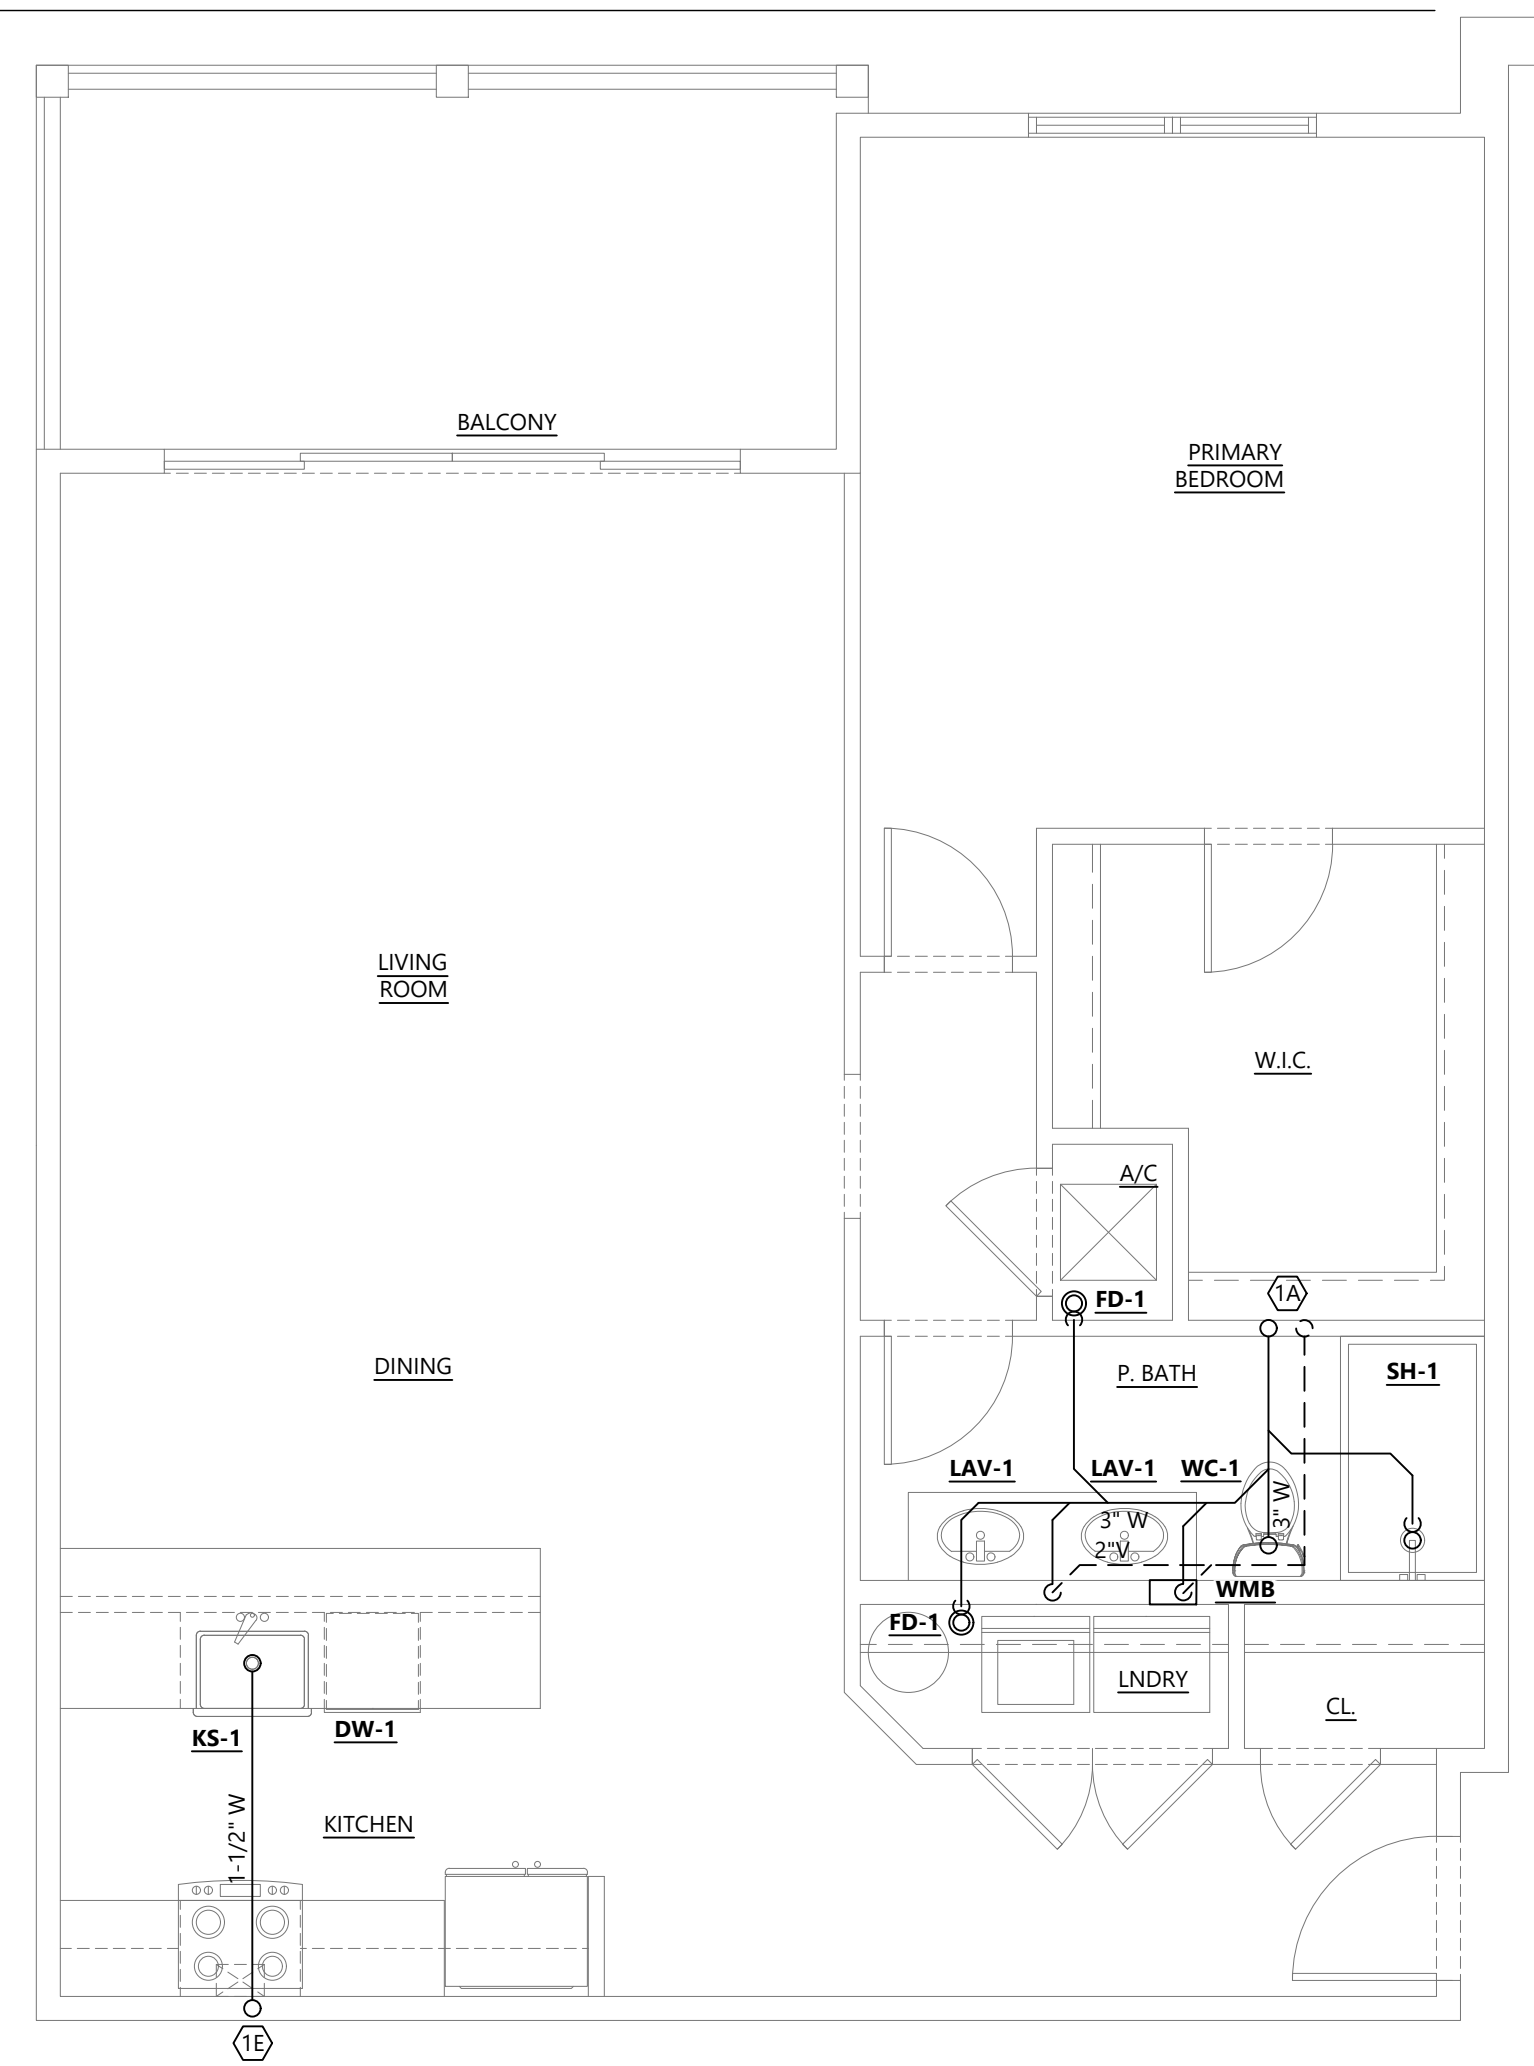 BALCONY
PRIMARY
BEDROOM
LIVING
ROOM
W.I.C.
A/C
1A
FD-1
DINING
P. BATH
SH-1
LAV-1
LAV-1
WC-1
3" W
3" W
2"V
WMB
FD-1
LNDRY
CL.
KS-1
DW-1
1-1/2" W
KITCHEN
1E